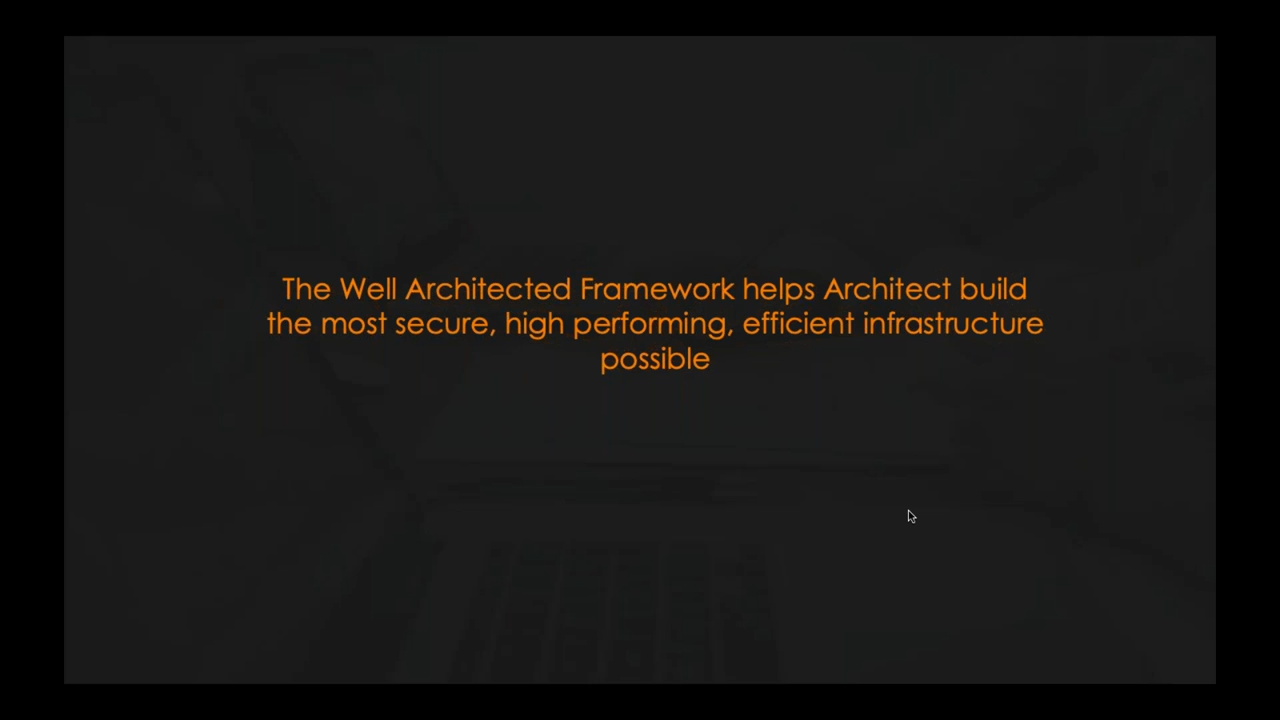 The Well Architected Framework helps Architect build
the most secure, high performing, efficient infrastructure
possible